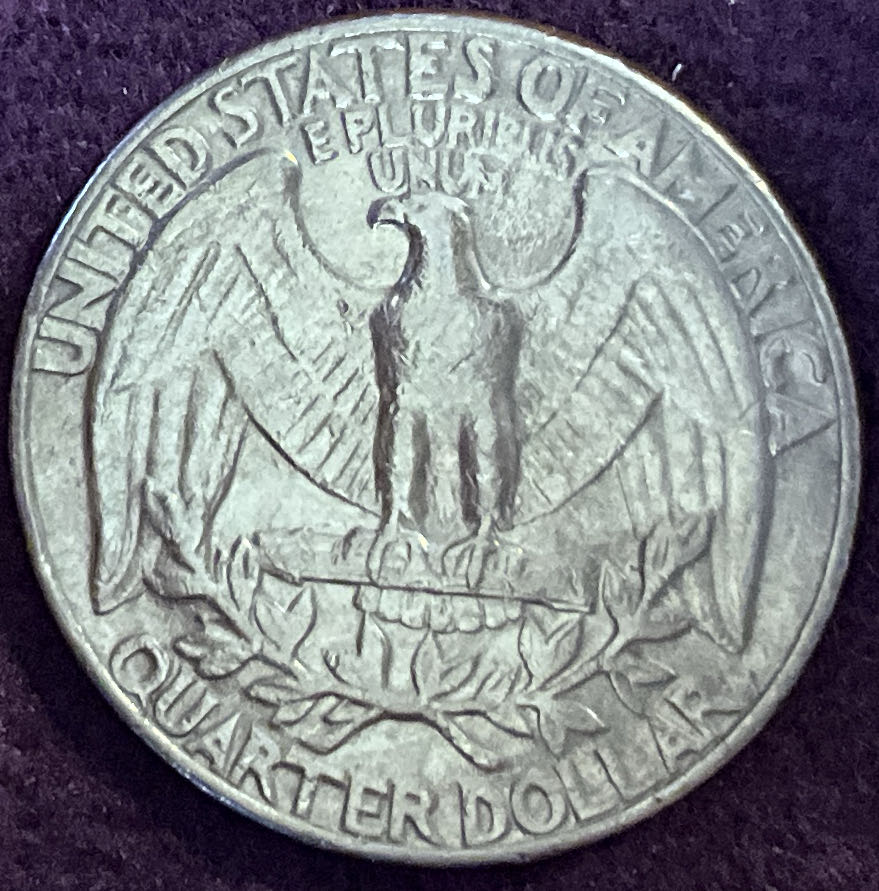 UNITED STATES OF AMERICA
E PLURIBUS
UNUM
QUARTER DOLLAR